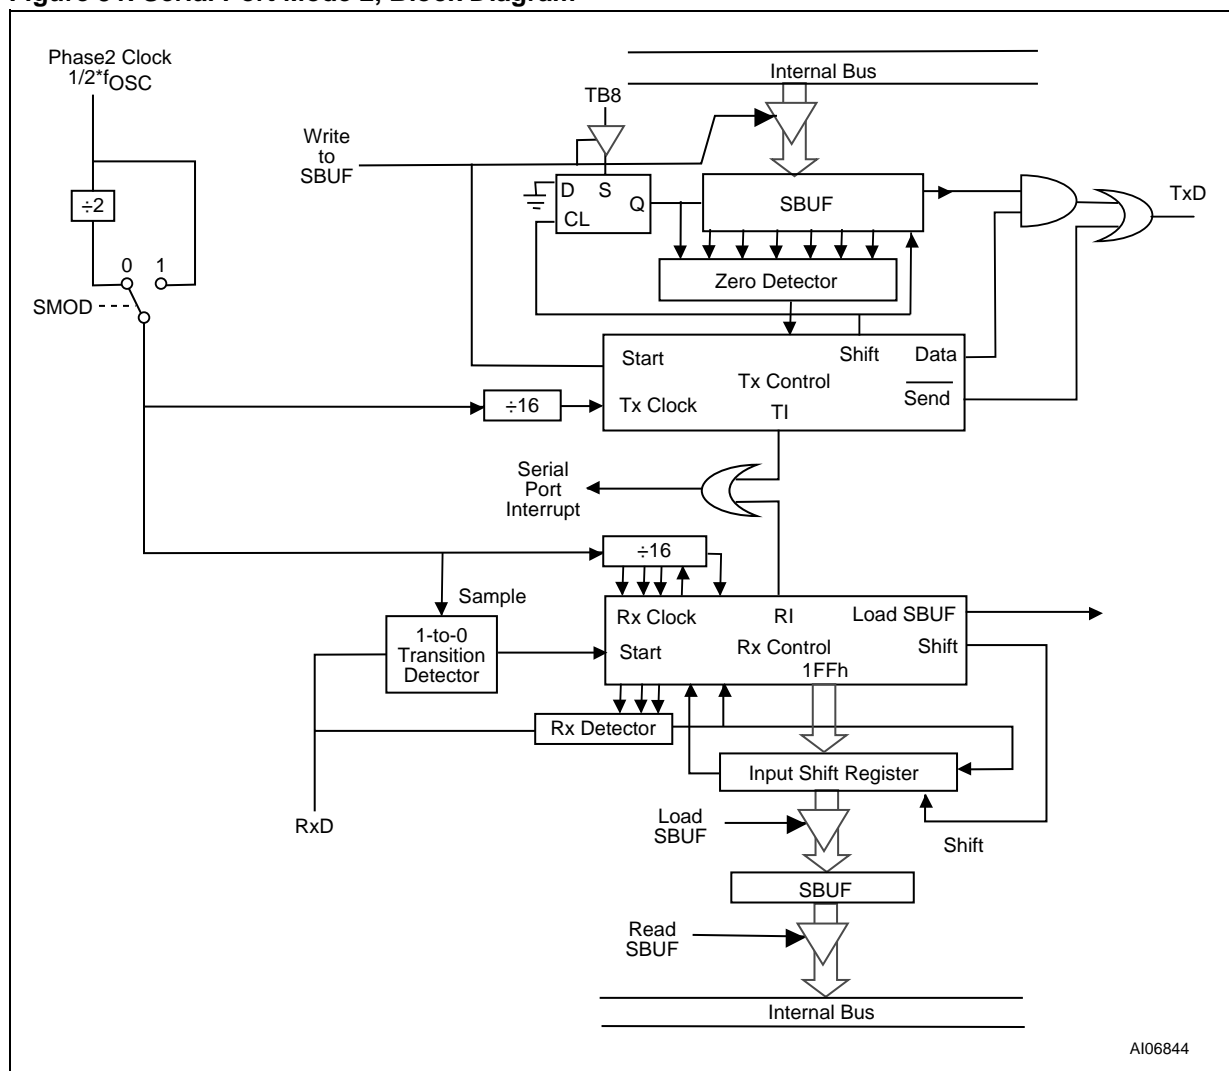 Phase2 Clock
1/2*fOSC
Internal Bus
TB8
Write
to
SBUF
÷2
D S
CL
Q
SBUF
TxD
Zero Detector
0 1
SMOD
Start
Shift
Data
Tx Control
Send
÷16
Tx Clock
TI
Serial
Port
Interrupt
÷16
Sample
1-to-0
Transition
Detector
Rx Clock
RI
Load SBUF
Start
Rx Control
Shift
1FFh
Rx Detector
Input Shift Register
RxD
Load
SBUF
Shift
SBUF
Read
SBUF
Internal Bus
AI06844